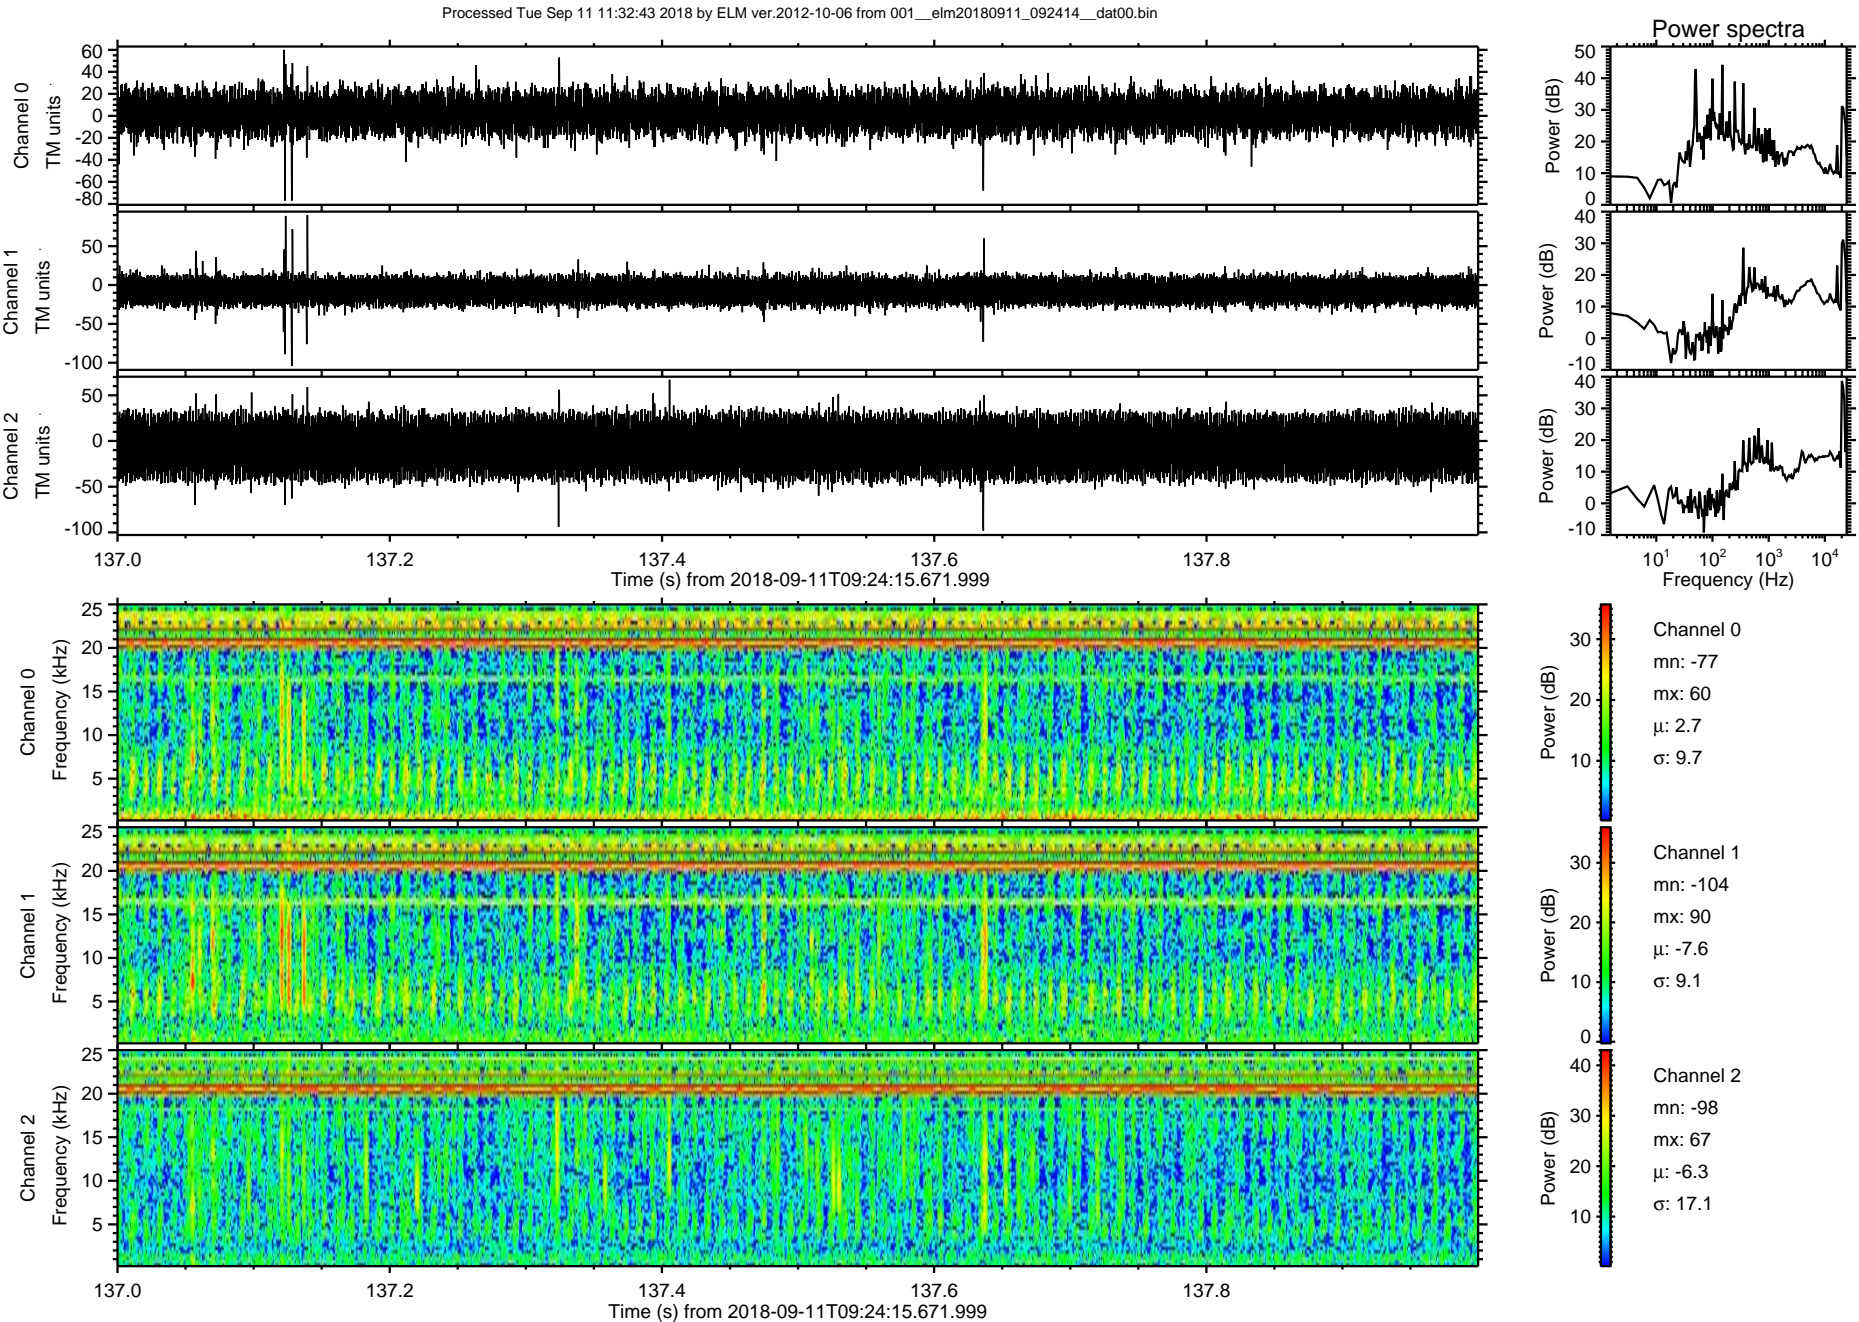 Processed Tue Sep 11 11:32:43 2018 by ELM ver.2012-10-06 from 001__elm20180911_092414__dat00.bin
Power spectra
Channel 0
TM units
60
40
20
0
-20
-40
-60
-80
Power (dB)
50
40
30
20
10
0
Channel 1
TM units
50
0
-50
-100
Power (dB)
40
30
20
10
0
-10
Channel 2
TM units
50
0
-50
-100
Power (dB)
40
30
20
10
0
-10
137.0 137.2 137.4 137.6 137.8
Time (s) from 2018-09-11T09:24:15.671.999
10¹ 10² 10³ 10⁴
Frequency (Hz)
Channel 0
Frequency (kHz)
25
20
15
10
5
Power (dB)
30
20
10
Channel 0
mn: -77
mx: 60
μ: 2.7
σ: 9.7
Channel 1
Frequency (kHz)
25
20
15
10
5
Power (dB)
30
20
10
0
Channel 1
mn: -104
mx: 90
μ: -7.6
σ: 9.1
Channel 2
Frequency (kHz)
25
20
15
10
5
Power (dB)
40
30
20
10
Channel 2
mn: -98
mx: 67
μ: -6.3
σ: 17.1
137.0 137.2 137.4 137.6 137.8
Time (s) from 2018-09-11T09:24:15.671.999